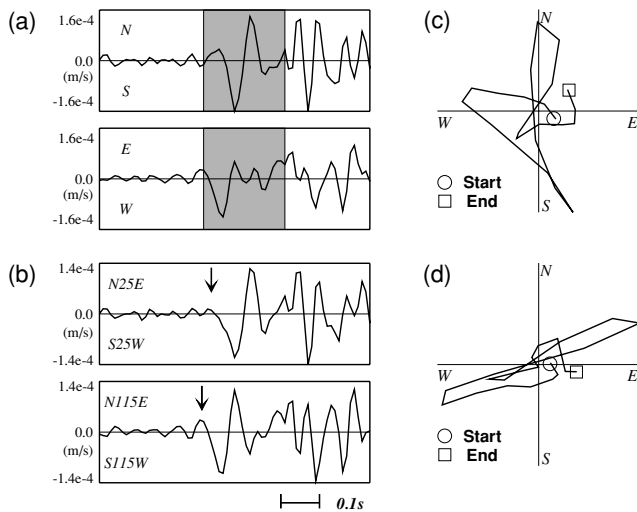 (a)
1.6e-4
N
0.0
(m/s)
S
-1.6e-4
1.6e-4
E
0.0
(m/s)
W
-1.6e-4
(b)
1.4e-4
N25E
0.0
(m/s)
S25W
-1.4e-4
1.4e-4
N115E
0.0
(m/s)
S115W
-1.4e-4
0.1s
(c)
N
W E
Start
End
S
(d)
N
W E
Start
End
S